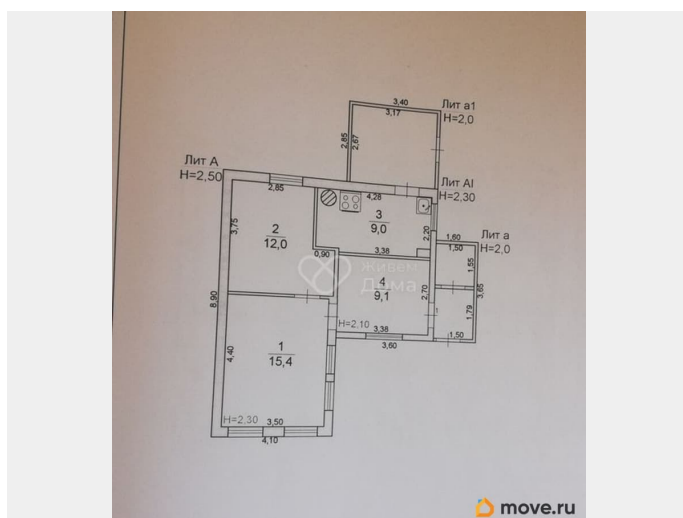 3,40
Лит а1
3,17
Н=2,0
2,85
2,67
Лит А
Н=2,50
2,85
4,28
Лит АI
Н=2,30
3
9,0
2,20
3,75
2
12,0
0,90
3,38
1,60
Лит а
1,50
Н=2,0
1,55
3,65
Живем
Дома
4
9,1
2,70
1,79
8,90
Н=2,10
3,38
3,60
1,50
1
15,4
4,40
Н=2,30
3,50
4,10
move.ru